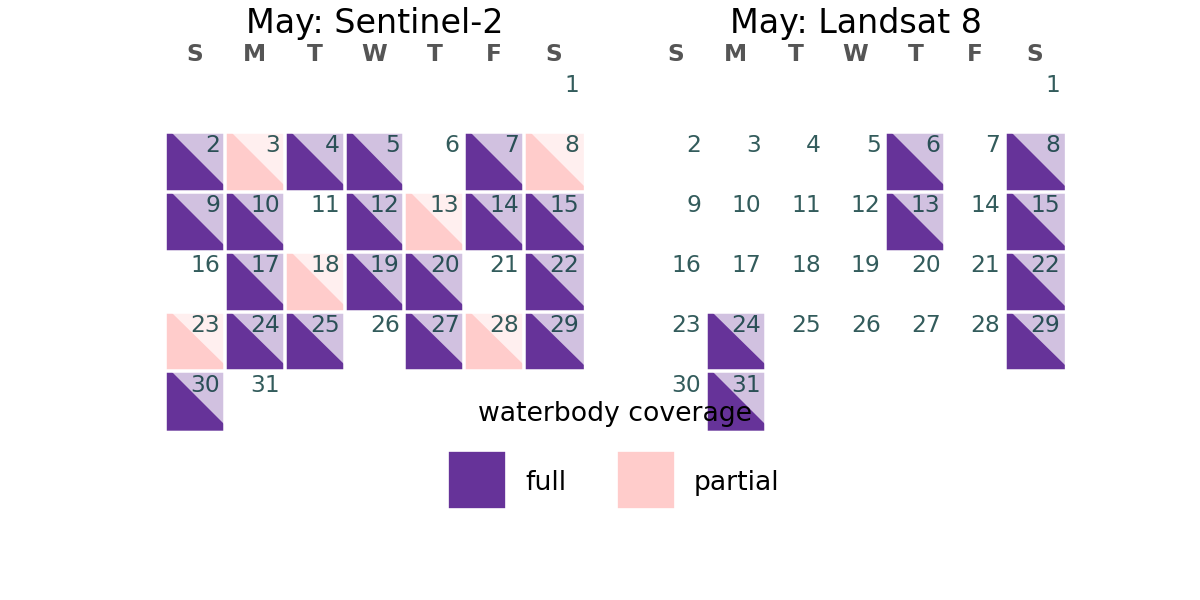 May: Sentinel-2
S M T W T F S
1
2 3 4 5 6 7 8
9 10 11 12 13 14 15
16 17 18 19 20 21 22
23 24 25 26 27 28 29
30 31
May: Landsat 8
S M T W T F S
1
2 3 4 5 6 7 8
9 10 11 12 13 14 15
16 17 18 19 20 21 22
23 24 25 26 27 28 29
30 31
waterbody coverage
full
partial